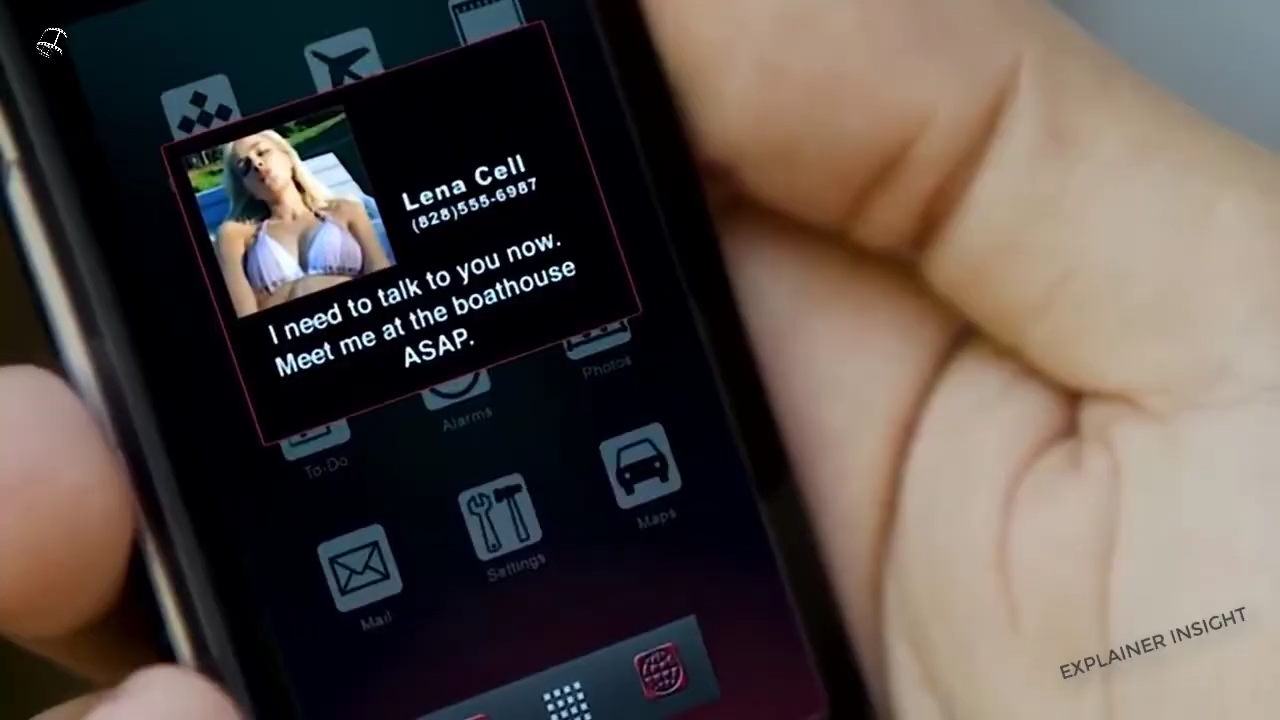 Lena Cell
(828)555-6987
I need to talk to you now.
Meet me at the boathouse
ASAP.
Photos
Alarms
To-Do
Maps
Settings
Mail
EXPLAINER INSIGHT